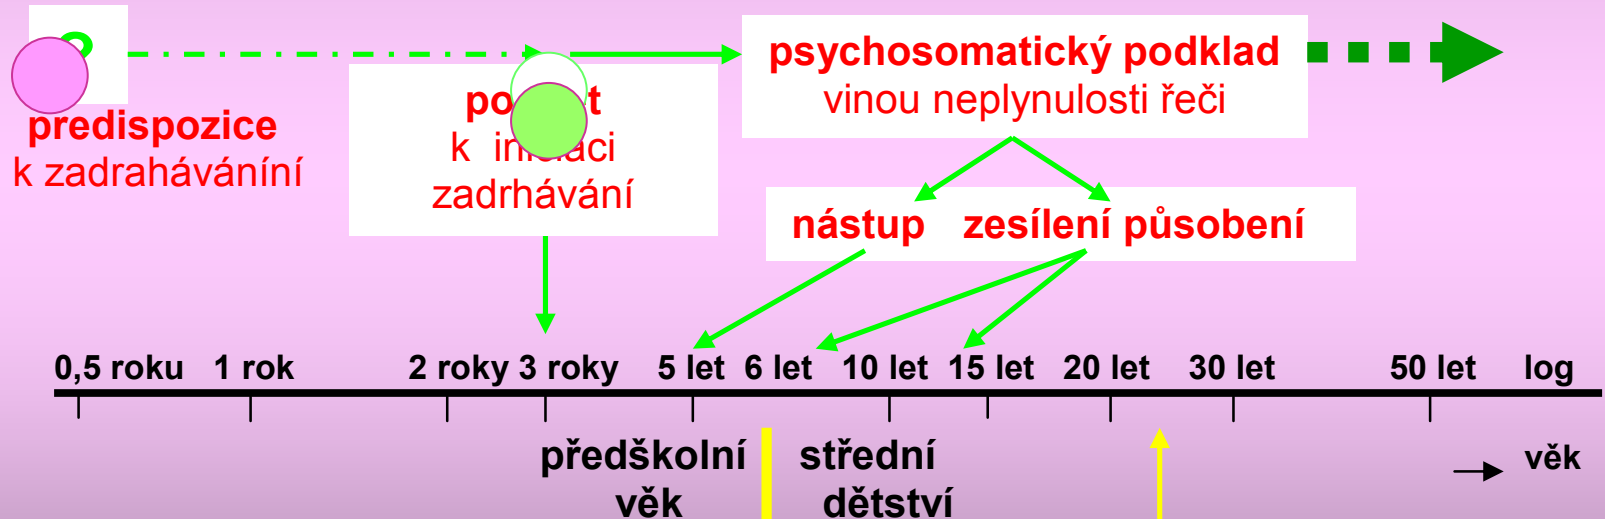 predispozice
k zadraháváníní
k
zadrhávání
psychosomatický podklad
vinou neplynulosti řeči
nástup zesílení působení
0,5 roku 1 rok 2 roky 3 roky 5 let 6 let 10 let 15 let 20 let 30 let 50 let log
předškolní střední věk
věk dětství